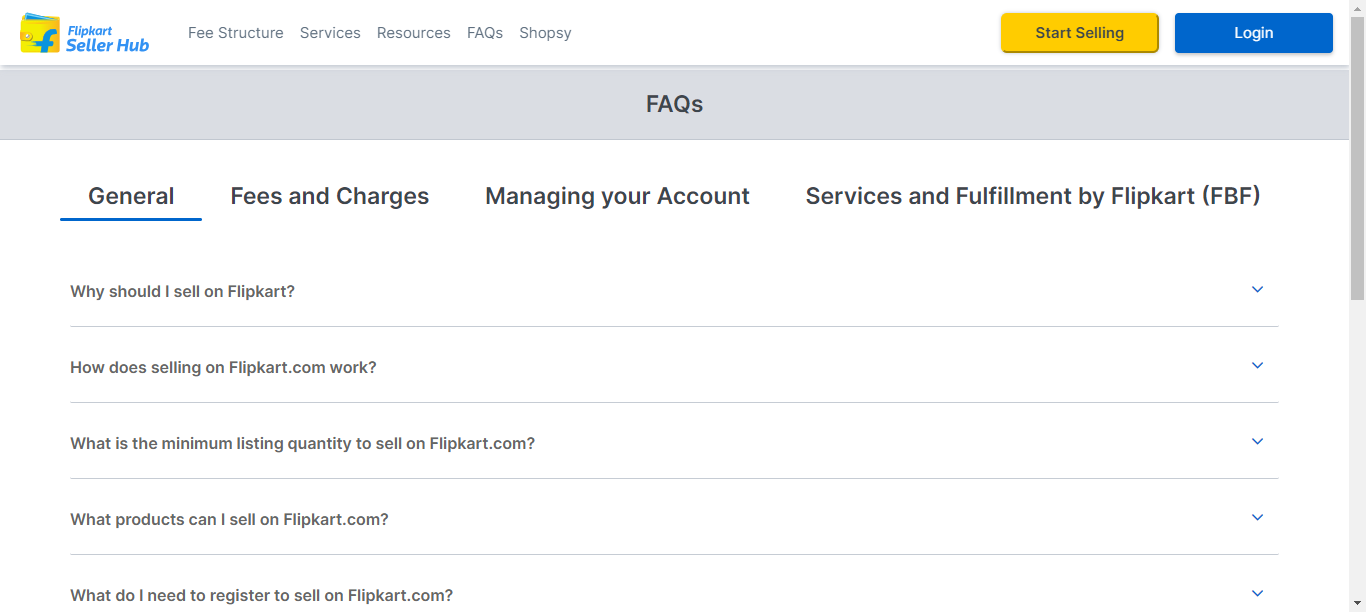 Flipkart
Seller Hub
Fee Structure Services Resources FAQs Shopsy
Start Selling
Login
FAQs
General Fees and Charges Managing your Account Services and Fulfillment by Flipkart (FBF)
Why should I sell on Flipkart?
How does selling on Flipkart.com work?
What is the minimum listing quantity to sell on Flipkart.com?
What products can I sell on Flipkart.com?
What do I need to register to sell on Flipkart.com?